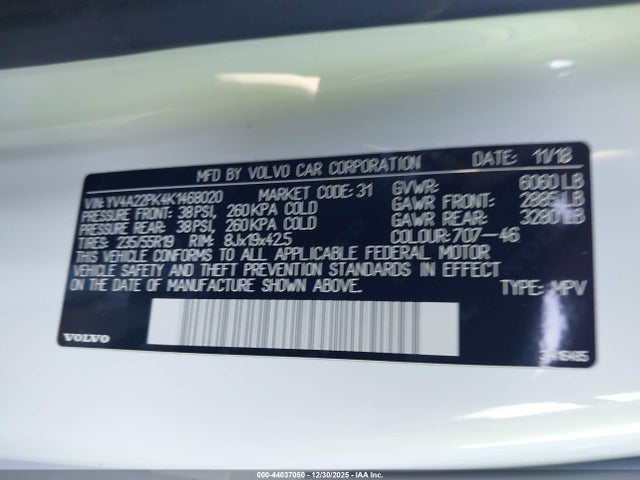 MFD BY VOLVO CAR CORPORATION DATE: 11/18
VIN: YV4A22PK4K1468020 MARKET CODE: 31 GVWR: 6060 LB
PRESSURE FRONT: 38 PSI, 260 KPA COLD GAWR FRONT: 2885 LB
PRESSURE REAR: 38 PSI, 260 KPA COLD GAWR REAR: 3280 LB
TIRES: 235/55R19 RIM: 8Jx19x42.5 COLOUR: 707-46
THIS VEHICLE CONFORMS TO ALL APPLICABLE FEDERAL MOTOR
VEHICLE SAFETY AND THEFT PREVENTION STANDARDS IN EFFECT
ON THE DATE OF MANUFACTURE SHOWN ABOVE. TYPE: MPV
VOLVO
000-44037050 - 12/30/2025 - IAA Inc.